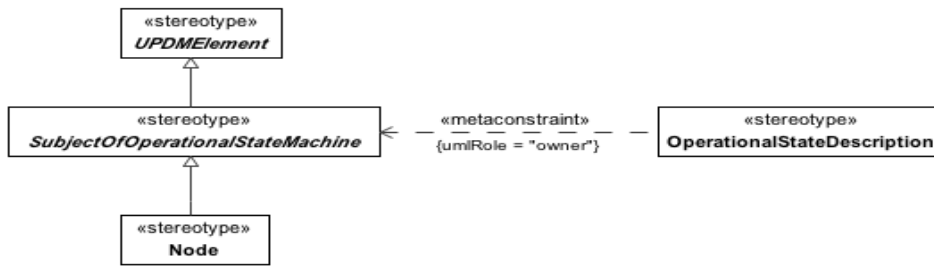 «stereotype»
UPDMElement
«stereotype»
SubjectOfOperationalStateMachine
«metaconstraint»
{umlRole = "owner"}
«stereotype»
OperationalStateDescription
«stereotype»
Node